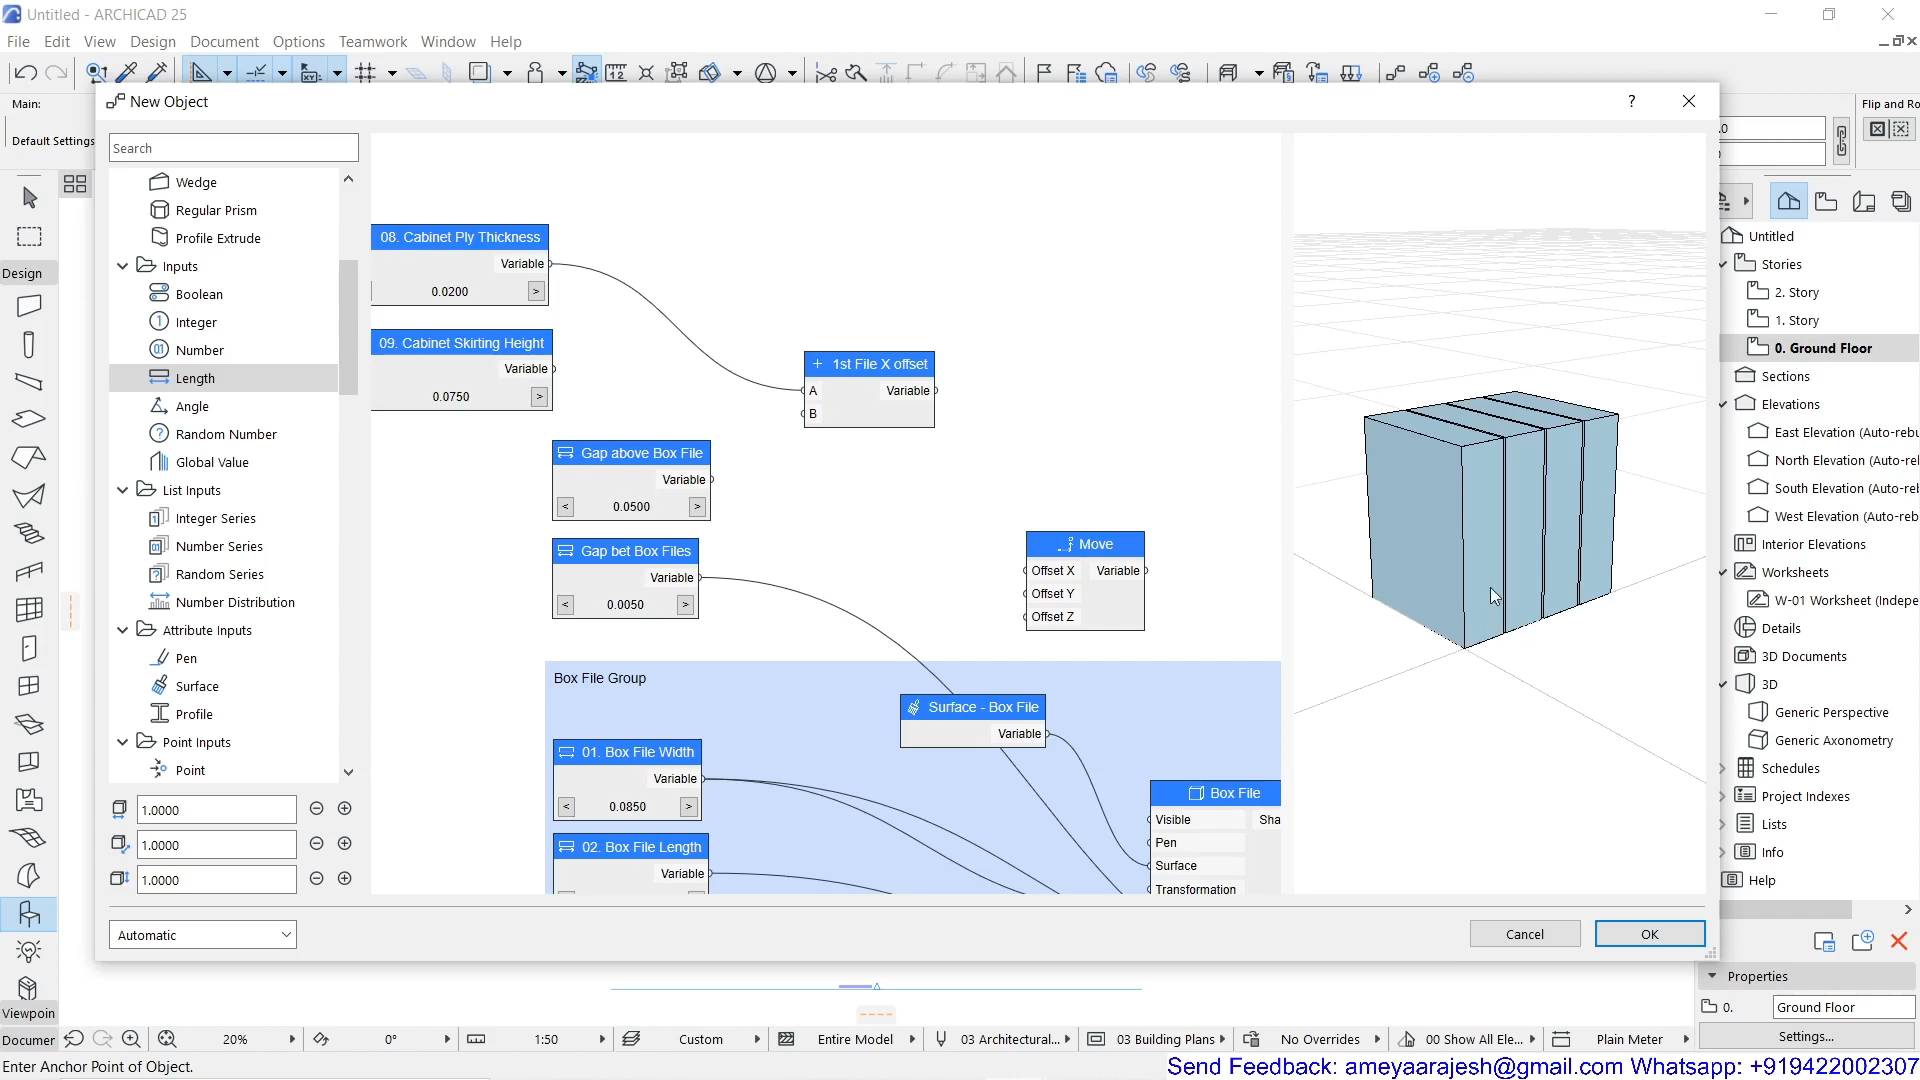 Untitled - ARCHICAD 25
File Edit View Design Document Options Teamwork Window Help
Main:
Default Settings
New Object
?
Flip and Ro
Search
Wedge
Regular Prism
Profile Extrude
Inputs
Boolean
Integer
Number
Length
Angle
Random Number
Global Value
List Inputs
Integer Series
Number Series
Random Series
Number Distribution
Attribute Inputs
Pen
Surface
Profile
Point Inputs
Point
1.0000
1.0000
1.0000
Automatic
08. Cabinet Ply Thickness
Variable
0.0200 >
09. Cabinet Skirting Height
Variable
0.0750 >
+ 1st File X offset
A Variable
B
Gap above Box File
Variable
< 0.0500 >
Gap bet Box Files
Variable
< 0.0050 >
Move
Offset X Variable
Offset Y
Offset Z
Box File Group
Surface - Box File
Variable
01. Box File Width
Variable
< 0.0850 >
02. Box File Length
Variable
Box File
Visible Sha
Pen
Surface
Transformation
Cancel OK
.0
Untitled
Stories
2. Story
1. Story
0. Ground Floor
Sections
Elevations
East Elevation (Auto-rebu
North Elevation (Auto-rel
South Elevation (Auto-rel
West Elevation (Auto-reb
Interior Elevations
Worksheets
W-01 Worksheet (Indepe
Details
3D Documents
3D
Generic Perspective
Generic Axonometry
Schedules
Project Indexes
Lists
Info
Help
Properties
0. Ground Floor
Settings...
Design
Viewpoin
Documer
20% 0° 1:50 Custom Entire Model 03 Architectural... 03 Building Plans No Overrides 00 Show All Ele... Plain Meter
Enter Anchor Point of Object.
Send Feedback: ameyaarajesh@gmail.com Whatsapp: +919422002307